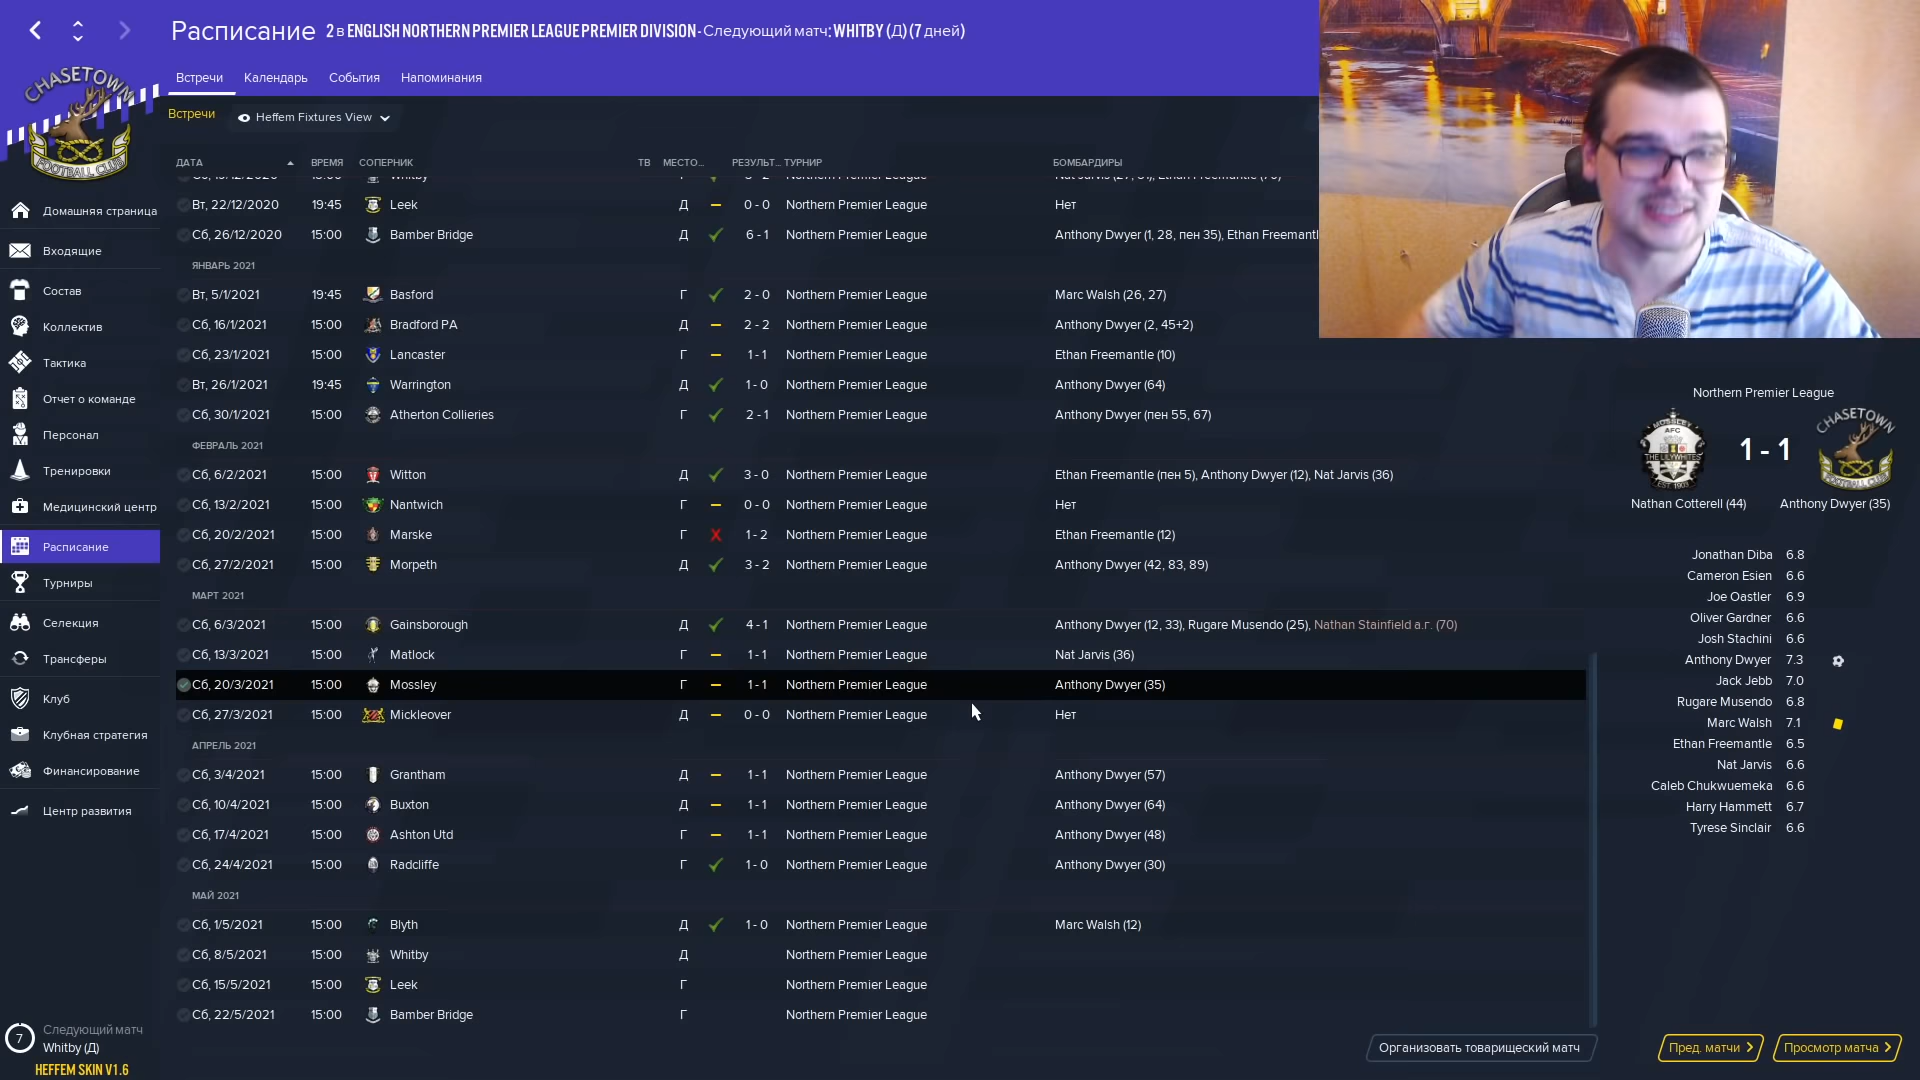 Расписание 2 в ENGLISH NORTHERN PREMIER LEAGUE PREMIER DIVISION - Следующий матч: WHITBY (Д) (7 дней)
Встречи Календарь События Напоминания
CHASETOWN
FOOTBALL CLUB
Встречи Heffem Fixtures View
ДАТА ВРЕМЯ СОПЕРНИК ТВ МЕСТО... РЕЗУЛЬТ... ТУРНИР БОМБАРДИРЫ
Вт, 22/12/2020 19:45 Leek Д 0 - 0 Northern Premier League Нет
Сб, 26/12/2020 15:00 Bamber Bridge Д 6 - 1 Northern Premier League Anthony Dwyer (1, 28, пен 35), Ethan Freemantl
ЯНВАРЬ 2021
Вт, 5/1/2021 19:45 Basford Г 2 - 0 Northern Premier League Marc Walsh (26, 27)
Сб, 16/1/2021 15:00 Bradford PA Д 2 - 2 Northern Premier League Anthony Dwyer (2, 45+2)
Сб, 23/1/2021 15:00 Lancaster Г 1 - 1 Northern Premier League Ethan Freemantle (10)
Вт, 26/1/2021 19:45 Warrington Д 1 - 0 Northern Premier League Anthony Dwyer (64)
Сб, 30/1/2021 15:00 Atherton Collieries Г 2 - 1 Northern Premier League Anthony Dwyer (пен 55, 67)
ФЕВРАЛЬ 2021
Сб, 6/2/2021 15:00 Witton Д 3 - 0 Northern Premier League Ethan Freemantle (пен 5), Anthony Dwyer (12), Nat Jarvis (36)
Сб, 13/2/2021 15:00 Nantwich Г 0 - 0 Northern Premier League Нет
Сб, 20/2/2021 15:00 Marske Г 1 - 2 Northern Premier League Ethan Freemantle (12)
Сб, 27/2/2021 15:00 Morpeth Д 3 - 2 Northern Premier League Anthony Dwyer (42, 83, 89)
МАРТ 2021
Сб, 6/3/2021 15:00 Gainsborough Д 4 - 1 Northern Premier League Anthony Dwyer (12, 33), Rugare Musendo (25), Nathan Stainfield а.г. (70)
Сб, 13/3/2021 15:00 Matlock Г 1 - 1 Northern Premier League Nat Jarvis (36)
Сб, 20/3/2021 15:00 Mossley Г 1 - 1 Northern Premier League Anthony Dwyer (35)
Сб, 27/3/2021 15:00 Mickleover Д 0 - 0 Northern Premier League Нет
АПРЕЛЬ 2021
Сб, 3/4/2021 15:00 Grantham Д 1 - 1 Northern Premier League Anthony Dwyer (57)
Сб, 10/4/2021 15:00 Buxton Д 1 - 1 Northern Premier League Anthony Dwyer (64)
Сб, 17/4/2021 15:00 Ashton Utd Г 1 - 1 Northern Premier League Anthony Dwyer (48)
Сб, 24/4/2021 15:00 Radcliffe Г 1 - 0 Northern Premier League Anthony Dwyer (30)
МАЙ 2021
Сб, 1/5/2021 15:00 Blyth Д 1 - 0 Northern Premier League Marc Walsh (12)
Сб, 8/5/2021 15:00 Whitby Д Northern Premier League
Сб, 15/5/2021 15:00 Leek Г Northern Premier League
Сб, 22/5/2021 15:00 Bamber Bridge Г Northern Premier League
Домашняя страница
Входящие
Состав
Коллектив
Тактика
Отчет о команде
Персонал
Тренировки
Медицинский центр
Расписание
Турниры
Селекция
Трансферы
Клуб
Клубная стратегия
Финансирование
Центр развития
7 Следующий матч
Whitby (Д)
HEFFEM SKIN V1.6
Northern Premier League
MOSSLEY
AFC
THE LILYWHITES
EST 1903
1 - 1
CHASETOWN
Nathan Cotterell (44) Anthony Dwyer (35)
Jonathan Diba 6.8
Cameron Esien 6.6
Joe Oastler 6.9
Oliver Gardner 6.6
Josh Stachini 6.6
Anthony Dwyer 7.3
Jack Jebb 7.0
Rugare Musendo 6.8
Marc Walsh 7.1
Ethan Freemantle 6.5
Nat Jarvis 6.6
Caleb Chukwuemeka 6.6
Harry Hammett 6.7
Tyrese Sinclair 6.6
Организовать товарищеский матч Пред. матчи Просмотр матча